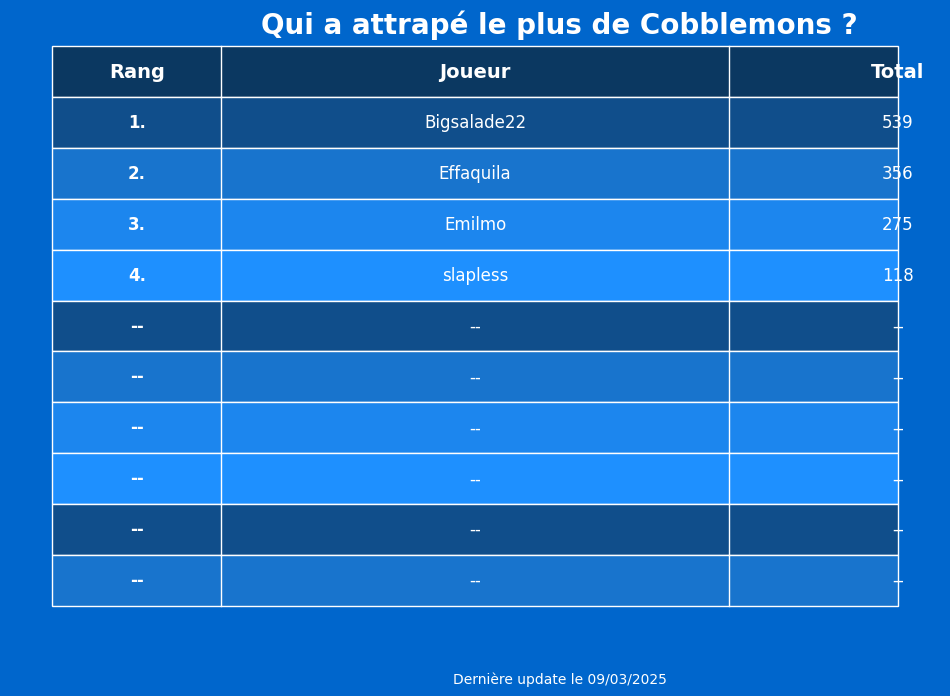 Qui a attrapé le plus de Cobblemons ?
Rang Joueur Total
1. Bigsalade22 539
2. Effaquila 356
3. Emilmo 275
4. slapless 118
-- -- --
-- -- --
-- -- --
-- -- --
-- -- --
-- -- --
Dernière update le 09/03/2025